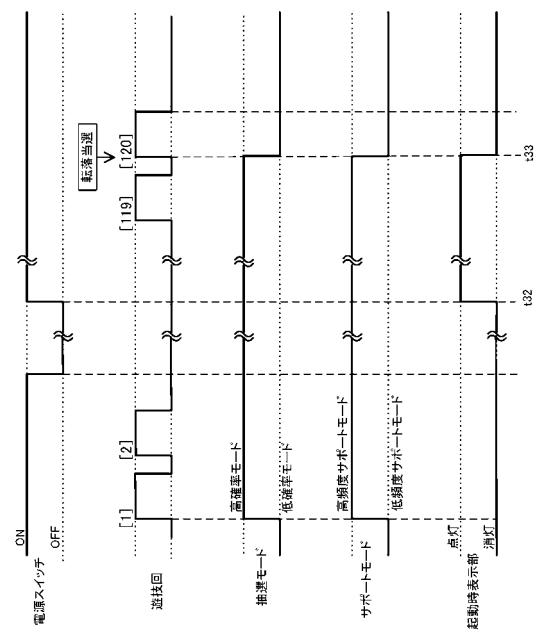 電源スイッチ
ON
OFF
遊技回
[1]
[2]
[119]
[120]
転落当選
抽選モード
高確率モード
低確率モード
サポートモード
高頻度サポートモード
低頻度サポートモード
起動時表示部
点灯
消灯
t32
t33